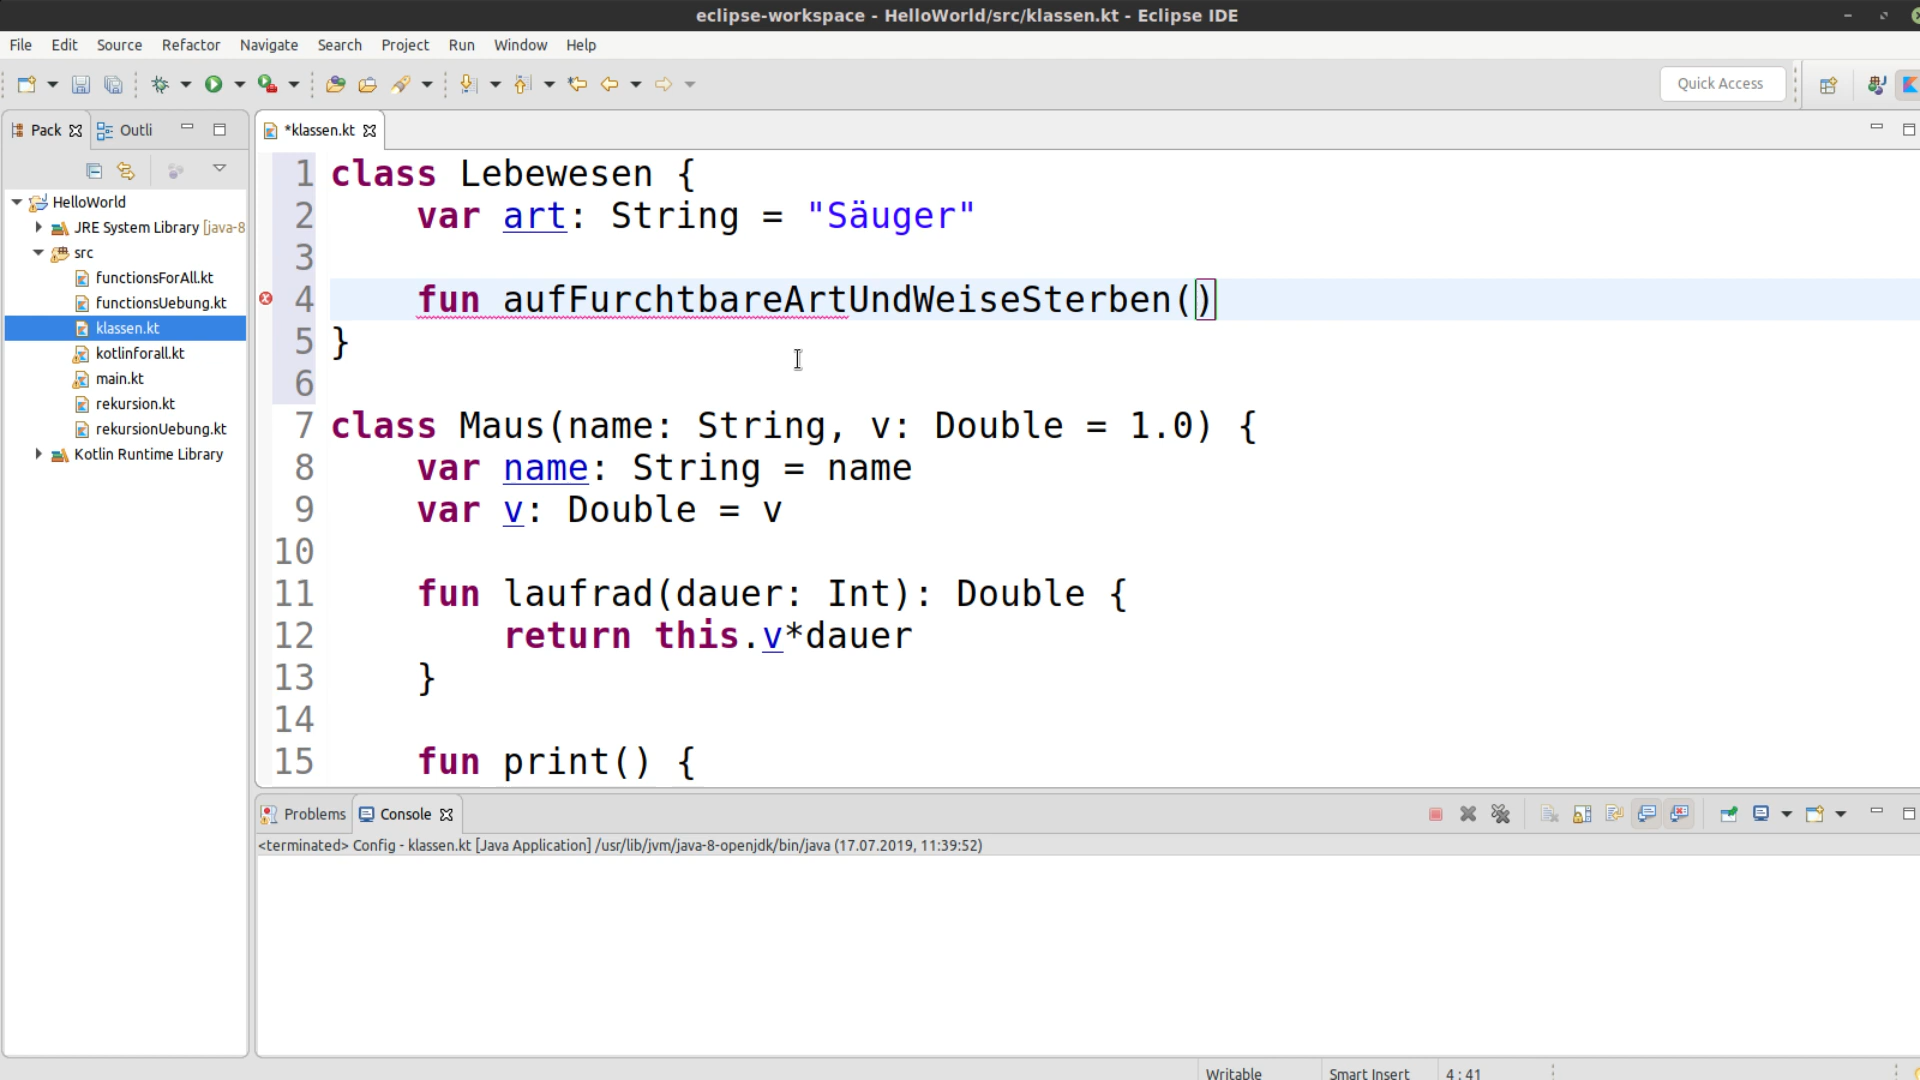 eclipse-workspace - HelloWorld/src/klassen.kt - Eclipse IDE
File Edit Source Refactor Navigate Search Project Run Window Help
Quick Access
Pack Outli
*klassen.kt
HelloWorld
JRE System Library [java-8
src
functionsForAll.kt
functionsUebung.kt
klassen.kt
kotlinforall.kt
main.kt
rekursion.kt
rekursionUebung.kt
Kotlin Runtime Library
1 class Lebewesen {
2 var art: String = "Säuger"
3
4 fun aufFurchtbareArtUndWeiseSterben()
5 }
6
7 class Maus(name: String, v: Double = 1.0) {
8 var name: String = name
9 var v: Double = v
10
11 fun laufrad(dauer: Int): Double {
12 return this.v*dauer
13 }
14
15 fun print() {
Problems Console
<terminated> Config - klassen.kt [Java Application] /usr/lib/jvm/java-8-openjdk/bin/java (17.07.2019, 11:39:52)
Writable Smart Insert 4 : 41